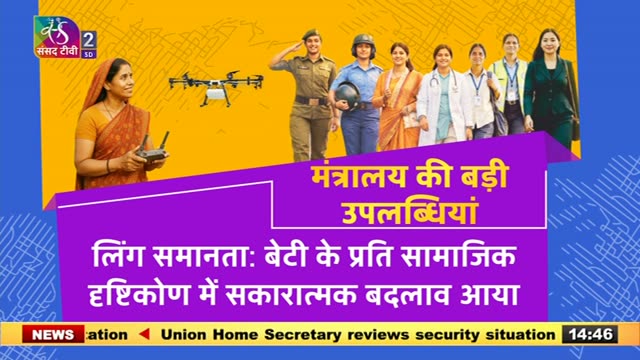 संसद टीवी 2
SD
मंत्रालय की बड़ी
उपलब्धियां
लिंग समानता: बेटी के प्रति सामाजिक
दृष्टिकोण में सकारात्मक बदलाव आया
NEWS tation ◄ Union Home Secretary reviews security situation 14:46